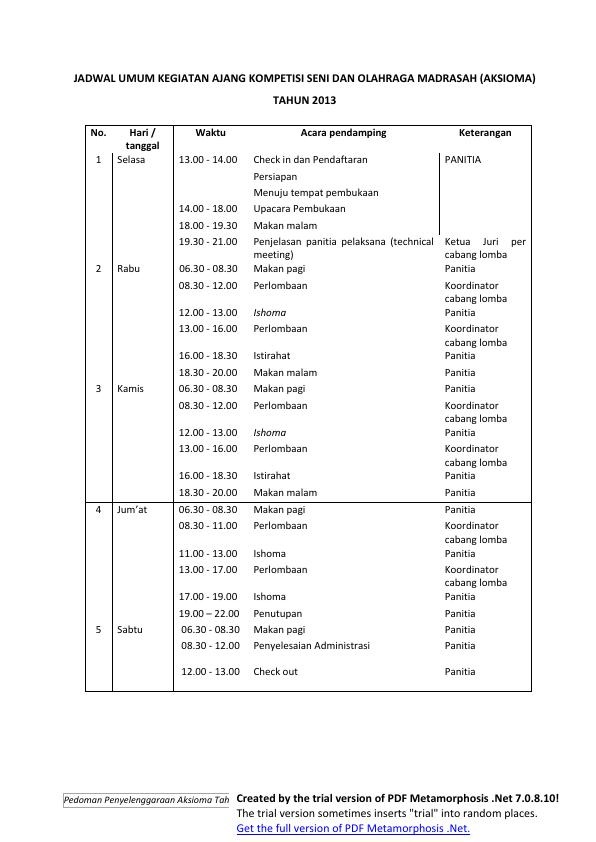 JADWAL UMUM KEGIATAN AJANG KOMPETISI SENI DAN OLAHRAGA MADRASAH (AKSIOMA)
TAHUN 2013
No. Hari / Waktu Acara pendamping Keterangan
tanggal
1 Selasa 13.00 - 14.00 Check in dan Pendaftaran PANITIA
Persiapan
Menuju tempat pembukaan
14.00 - 18.00 Upacara Pembukaan
18.00 - 19.30 Makan malam
19.30 - 21.00 Penjelasan panitia pelaksana (technical Ketua Juri per
meeting) cabang lomba
2 Rabu 06.30 - 08.30 Makan pagi Panitia
08.30 - 12.00 Perlombaan Koordinator
cabang lomba
12.00 - 13.00 Ishoma Panitia
13.00 - 16.00 Perlombaan Koordinator
cabang lomba
16.00 - 18.30 Istirahat Panitia
18.30 - 20.00 Makan malam Panitia
3 Kamis 06.30 - 08.30 Makan pagi Panitia
08.30 - 12.00 Perlombaan Koordinator
cabang lomba
12.00 - 13.00 Ishoma Panitia
13.00 - 16.00 Perlombaan Koordinator
cabang lomba
16.00 - 18.30 Istirahat Panitia
18.30 - 20.00 Makan malam Panitia
4 Jum’at 06.30 - 08.30 Makan pagi Panitia
08.30 - 11.00 Perlombaan Koordinator
cabang lomba
11.00 - 13.00 Ishoma Panitia
13.00 - 17.00 Perlombaan Koordinator
cabang lomba
17.00 - 19.00 Ishoma Panitia
19.00 – 22.00 Penutupan Panitia
5 Sabtu 06.30 - 08.30 Makan pagi Panitia
08.30 - 12.00 Penyelesaian Administrasi Panitia
12.00 - 13.00 Check out Panitia
Pedoman Penyelenggaraan Aksioma Tah Created by the trial version of PDF Metamorphosis .Net 7.0.8.10!
The trial version sometimes inserts "trial" into random places.
Get the full version of PDF Metamorphosis .Net.